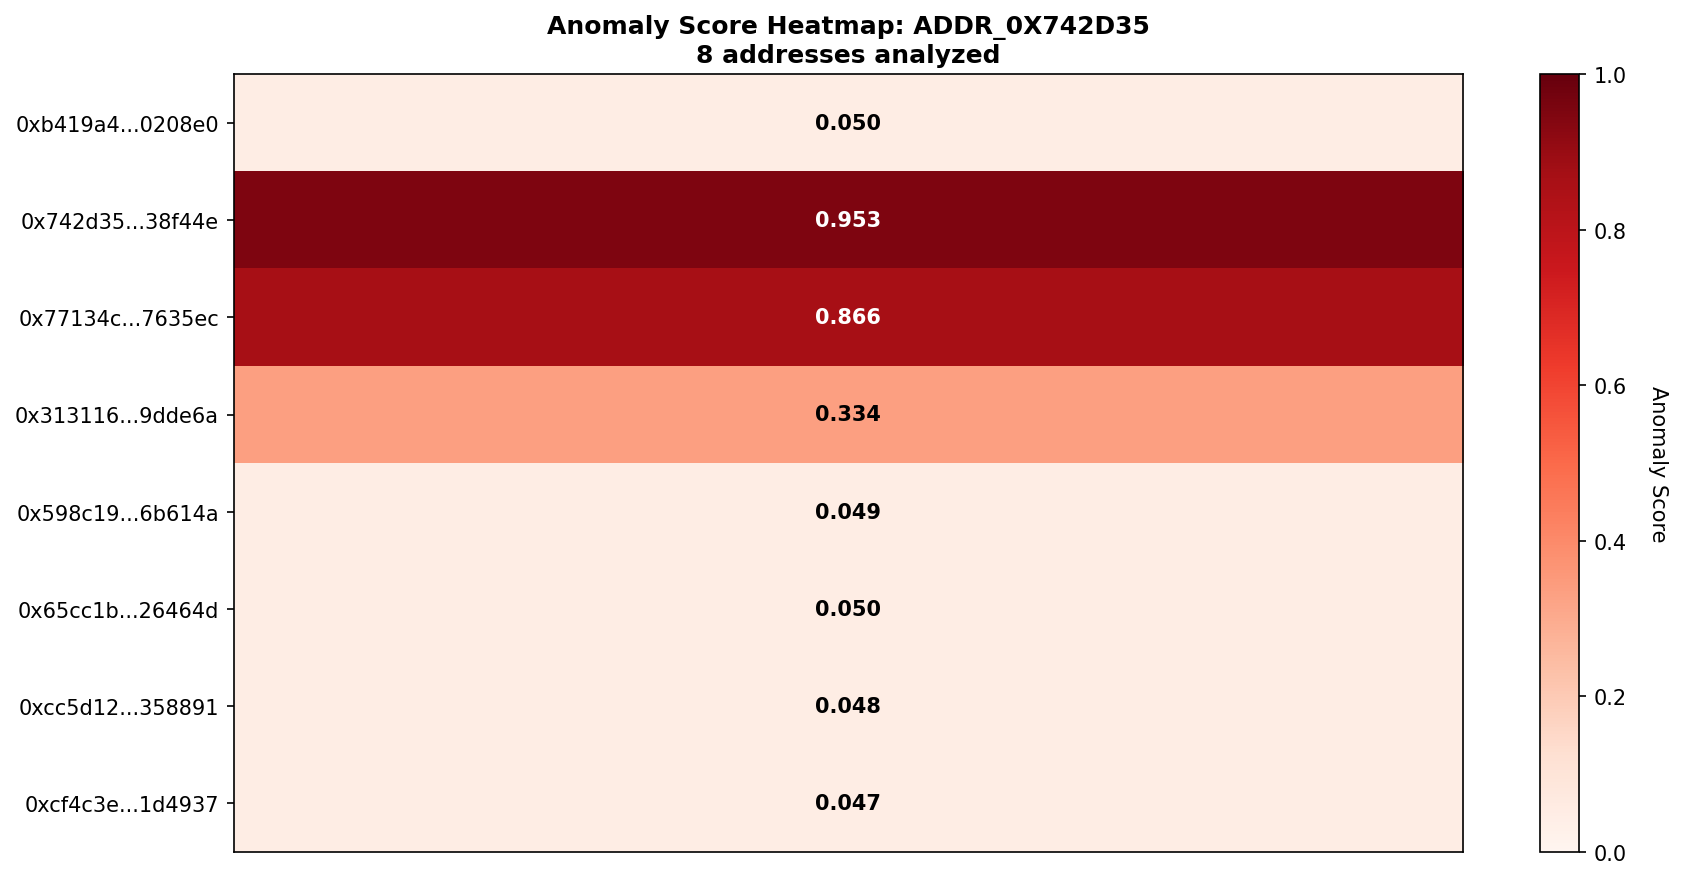 Anomaly Score Heatmap: ADDR_0X742D35
8 addresses analyzed
0xb419a4...0208e0
0.050
0x742d35...38f44e
0.953
0x77134c...7635ec
0.866
0x313116...9dde6a
0.334
0x598c19...6b614a
0.049
0x65cc1b...26464d
0.050
0xcc5d12...358891
0.048
0xcf4c3e...1d4937
0.047
1.0
0.8
0.6
0.4
0.2
0.0
Anomaly Score